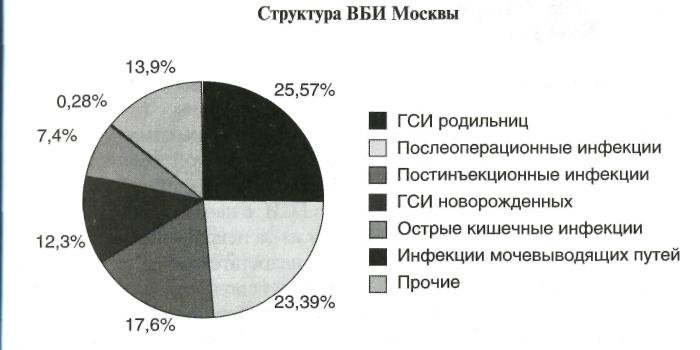 Структура ВБИ Москвы
13,9%
25,57%
0,28%
7,4%
12,3%
17,6%
23,39%
ГСИ родильниц
Послеоперационные инфекции
Постинъекционные инфекции
ГСИ новорожденных
Острые кишечные инфекции
Инфекции мочевыводящих путей
Прочие